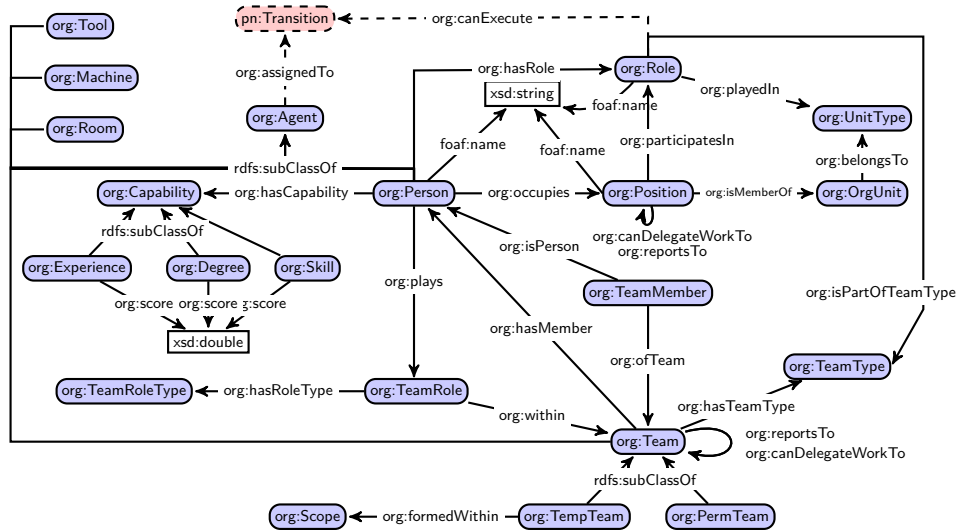 org:Tool
pn:Transition
org:canExecute
org:Machine
org:assignedTo
org:hasRole
org:Role
xsd:string
org:playedIn
foaf:name
org:Room
org:Agent
org:UnitType
foaf:name
org:participatesIn
foaf:name
org:belongsTo
rdfs:subClassOf
org:Capability
org:hasCapability
org:Person
org:occupies
org:Position
org:isMemberOf
org:OrgUnit
rdfs:subClassOf
org:canDelegateWorkTo
org:isPerson
org:reportsTo
org:Experience
org:Degree
org:Skill
org:plays
org:TeamMember
org:isPartOfTeamType
org:score
org:score
g:score
org:hasMember
xsd:double
org:ofTeam
org:TeamType
org:TeamRoleType
org:hasRoleType
org:TeamRole
org:hasTeamType
org:within
org:Team
org:reportsTo
org:canDelegateWorkTo
rdfs:subClassOf
org:Scope
org:formedWithin
org:TempTeam
org:PermTeam